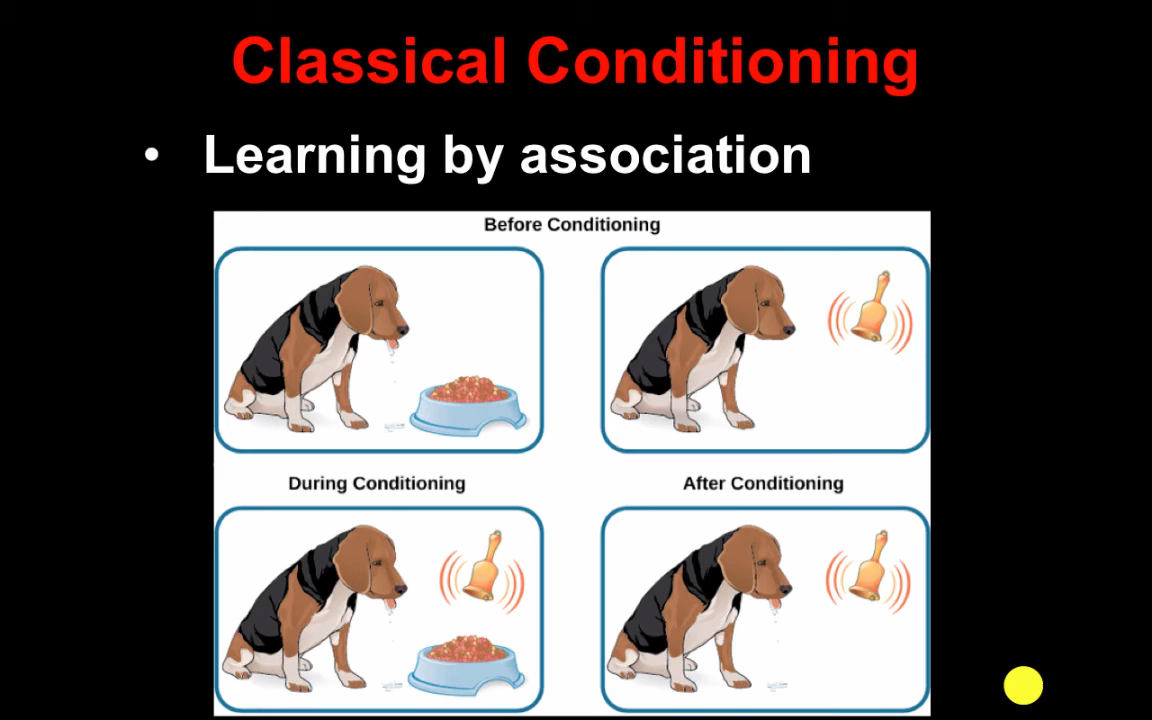 Classical Conditioning
• Learning by association
Before Conditioning
During Conditioning
After Conditioning